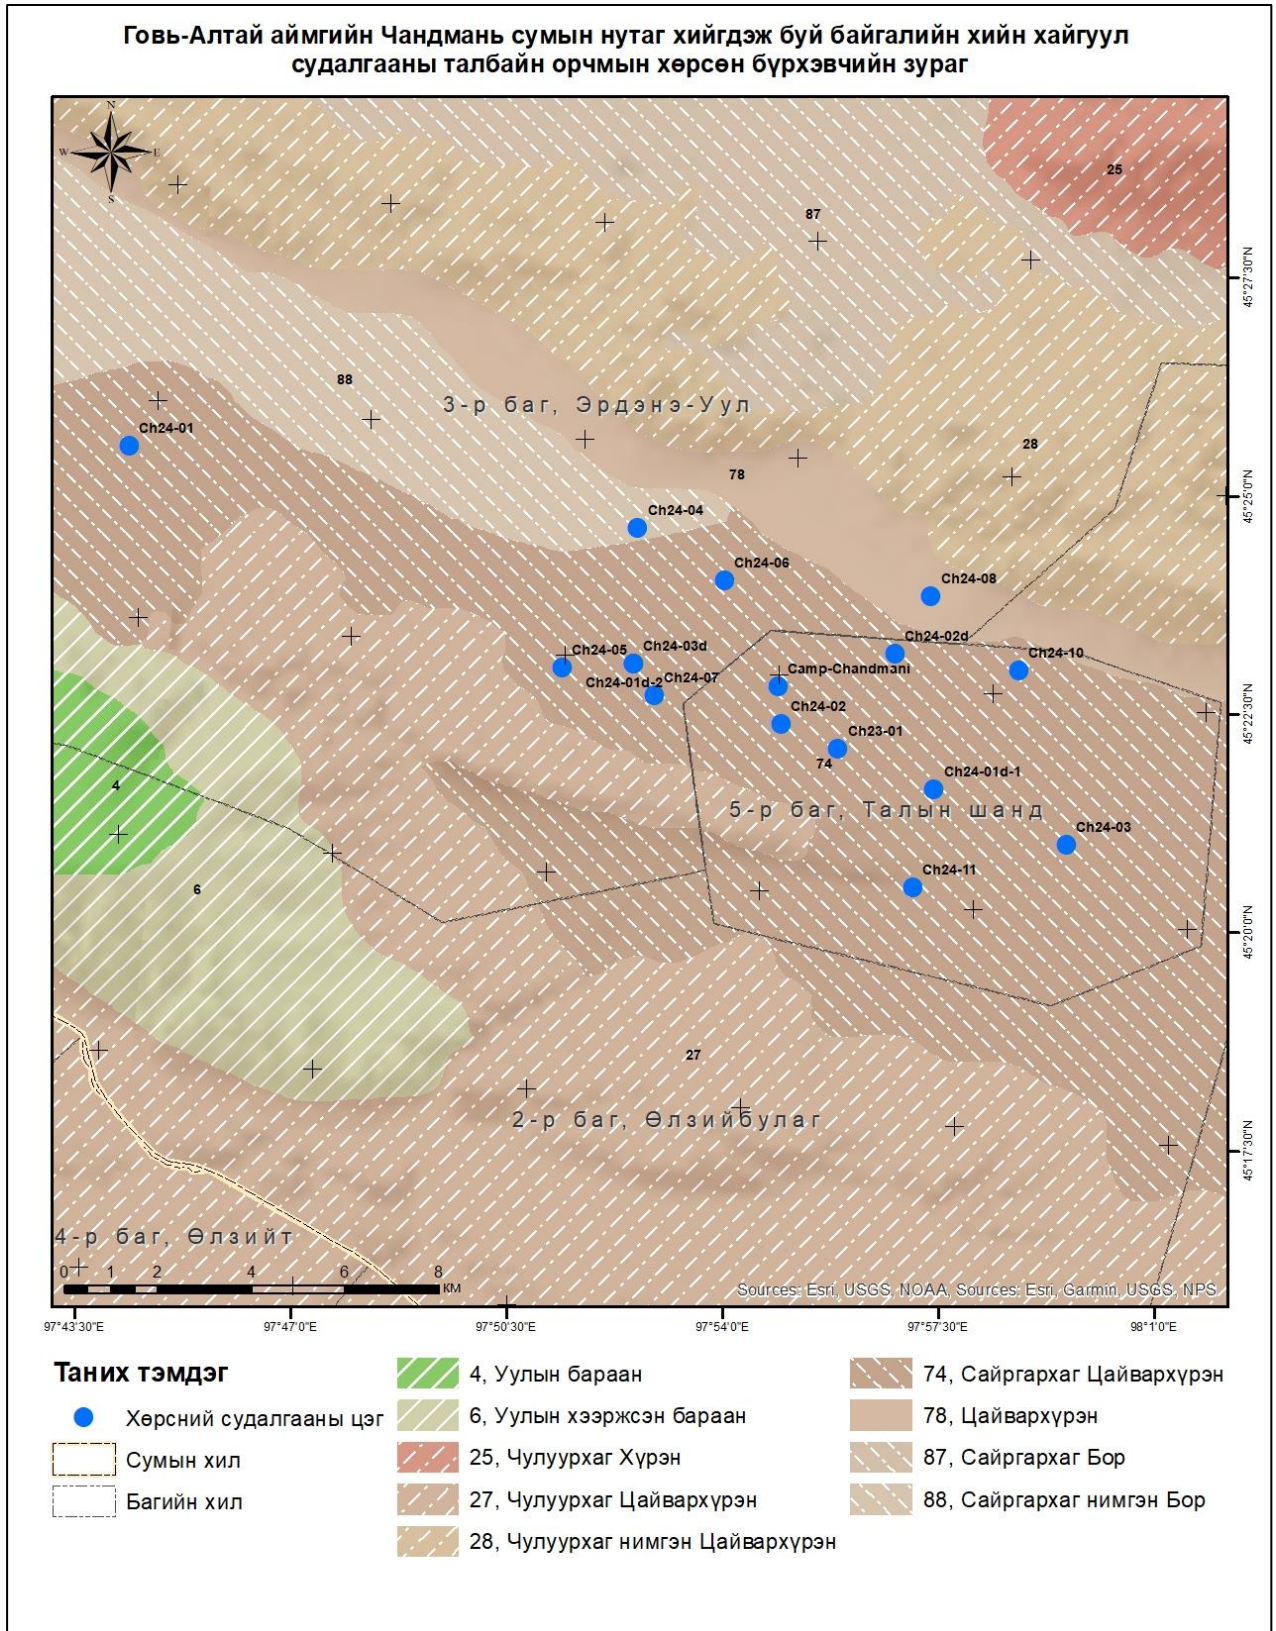 Говь-Алтай аймгийн Чандмань сумын нутаг хийгдэж буй байгалийн хийн хайгуул
судалгааны талбайн орчмын хөрсөн бүрхэвчийн зураг
N
W E
S
25
87
45°27'30"N
88
3-р баг, Эрдэнэ-Уул
Ch24-01
28
78
45°25'0"N
Ch24-04
Ch24-06
Ch24-08
Ch24-02d
Ch24-05
Ch24-03d
Ch24-10
Camp-Chandmani
Ch24-01d-2
Ch24-07
Ch24-02
45°22'30"N
Ch23-01
74
Ch24-01d-1
4
5-р баг, Талын шанд
Ch24-03
Ch24-11
6
45°20'0"N
27
2-р баг, Өлзийбулаг
45°17'30"N
4-р баг, Өлзийт
0 1 2 4 6 8
КМ
Sources: Esri, USGS, NOAA, Sources: Esri, Garmin, USGS, NPS
97°43'30"E 97°47'0"E 97°50'30"E 97°54'0"E 97°57'30"E 98°1'0"E
Таних тэмдэг
Хөрсний судалгааны цэг
Сумын хил
Багийн хил
4, Уулын бараан
6, Уулын хээржсэн бараан
25, Чулуурхаг Хүрэн
27, Чулуурхаг Цайвархүрэн
28, Чулуурхаг нимгэн Цайвархүрэн
74, Сайргархаг Цайвархүрэн
78, Цайвархүрэн
87, Сайргархаг Бор
88, Сайргархаг нимгэн Бор